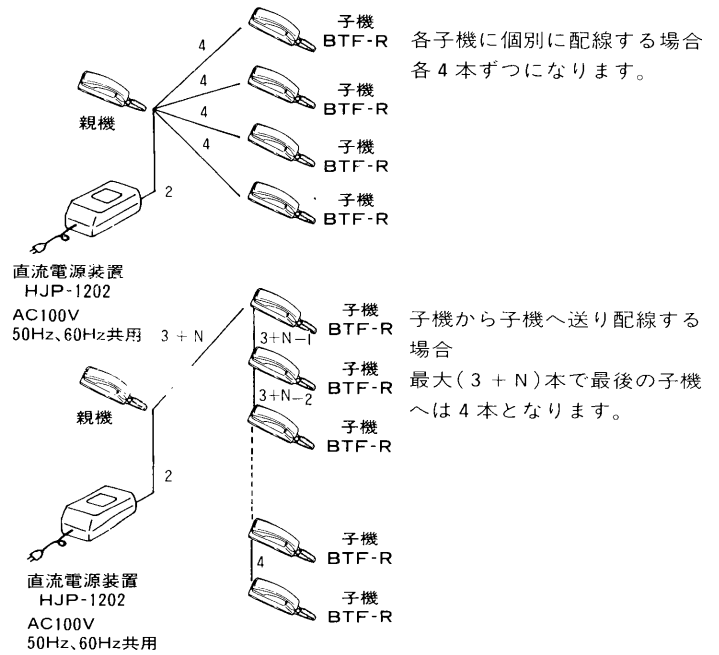 4
子機
BTF-R
各子機に個別に配線する場合
各4本ずつになります。
4
子機
BTF-R
4
親機
子機
BTF-R
4
2
子機
BTF-R
直流電源装置
HJP-1202
AC100V
50Hz、60Hz共用
3+N
子機
BTF-R
子機から子機へ送り配線する
場合
最大(3+N)本で最後の子機
へは4本となります。
3+N-1
子機
BTF-R
3+N-2
親機
子機
BTF-R
2
子機
BTF-R
4
子機
BTF-R
直流電源装置
HJP-1202
AC100V
50Hz、60Hz共用